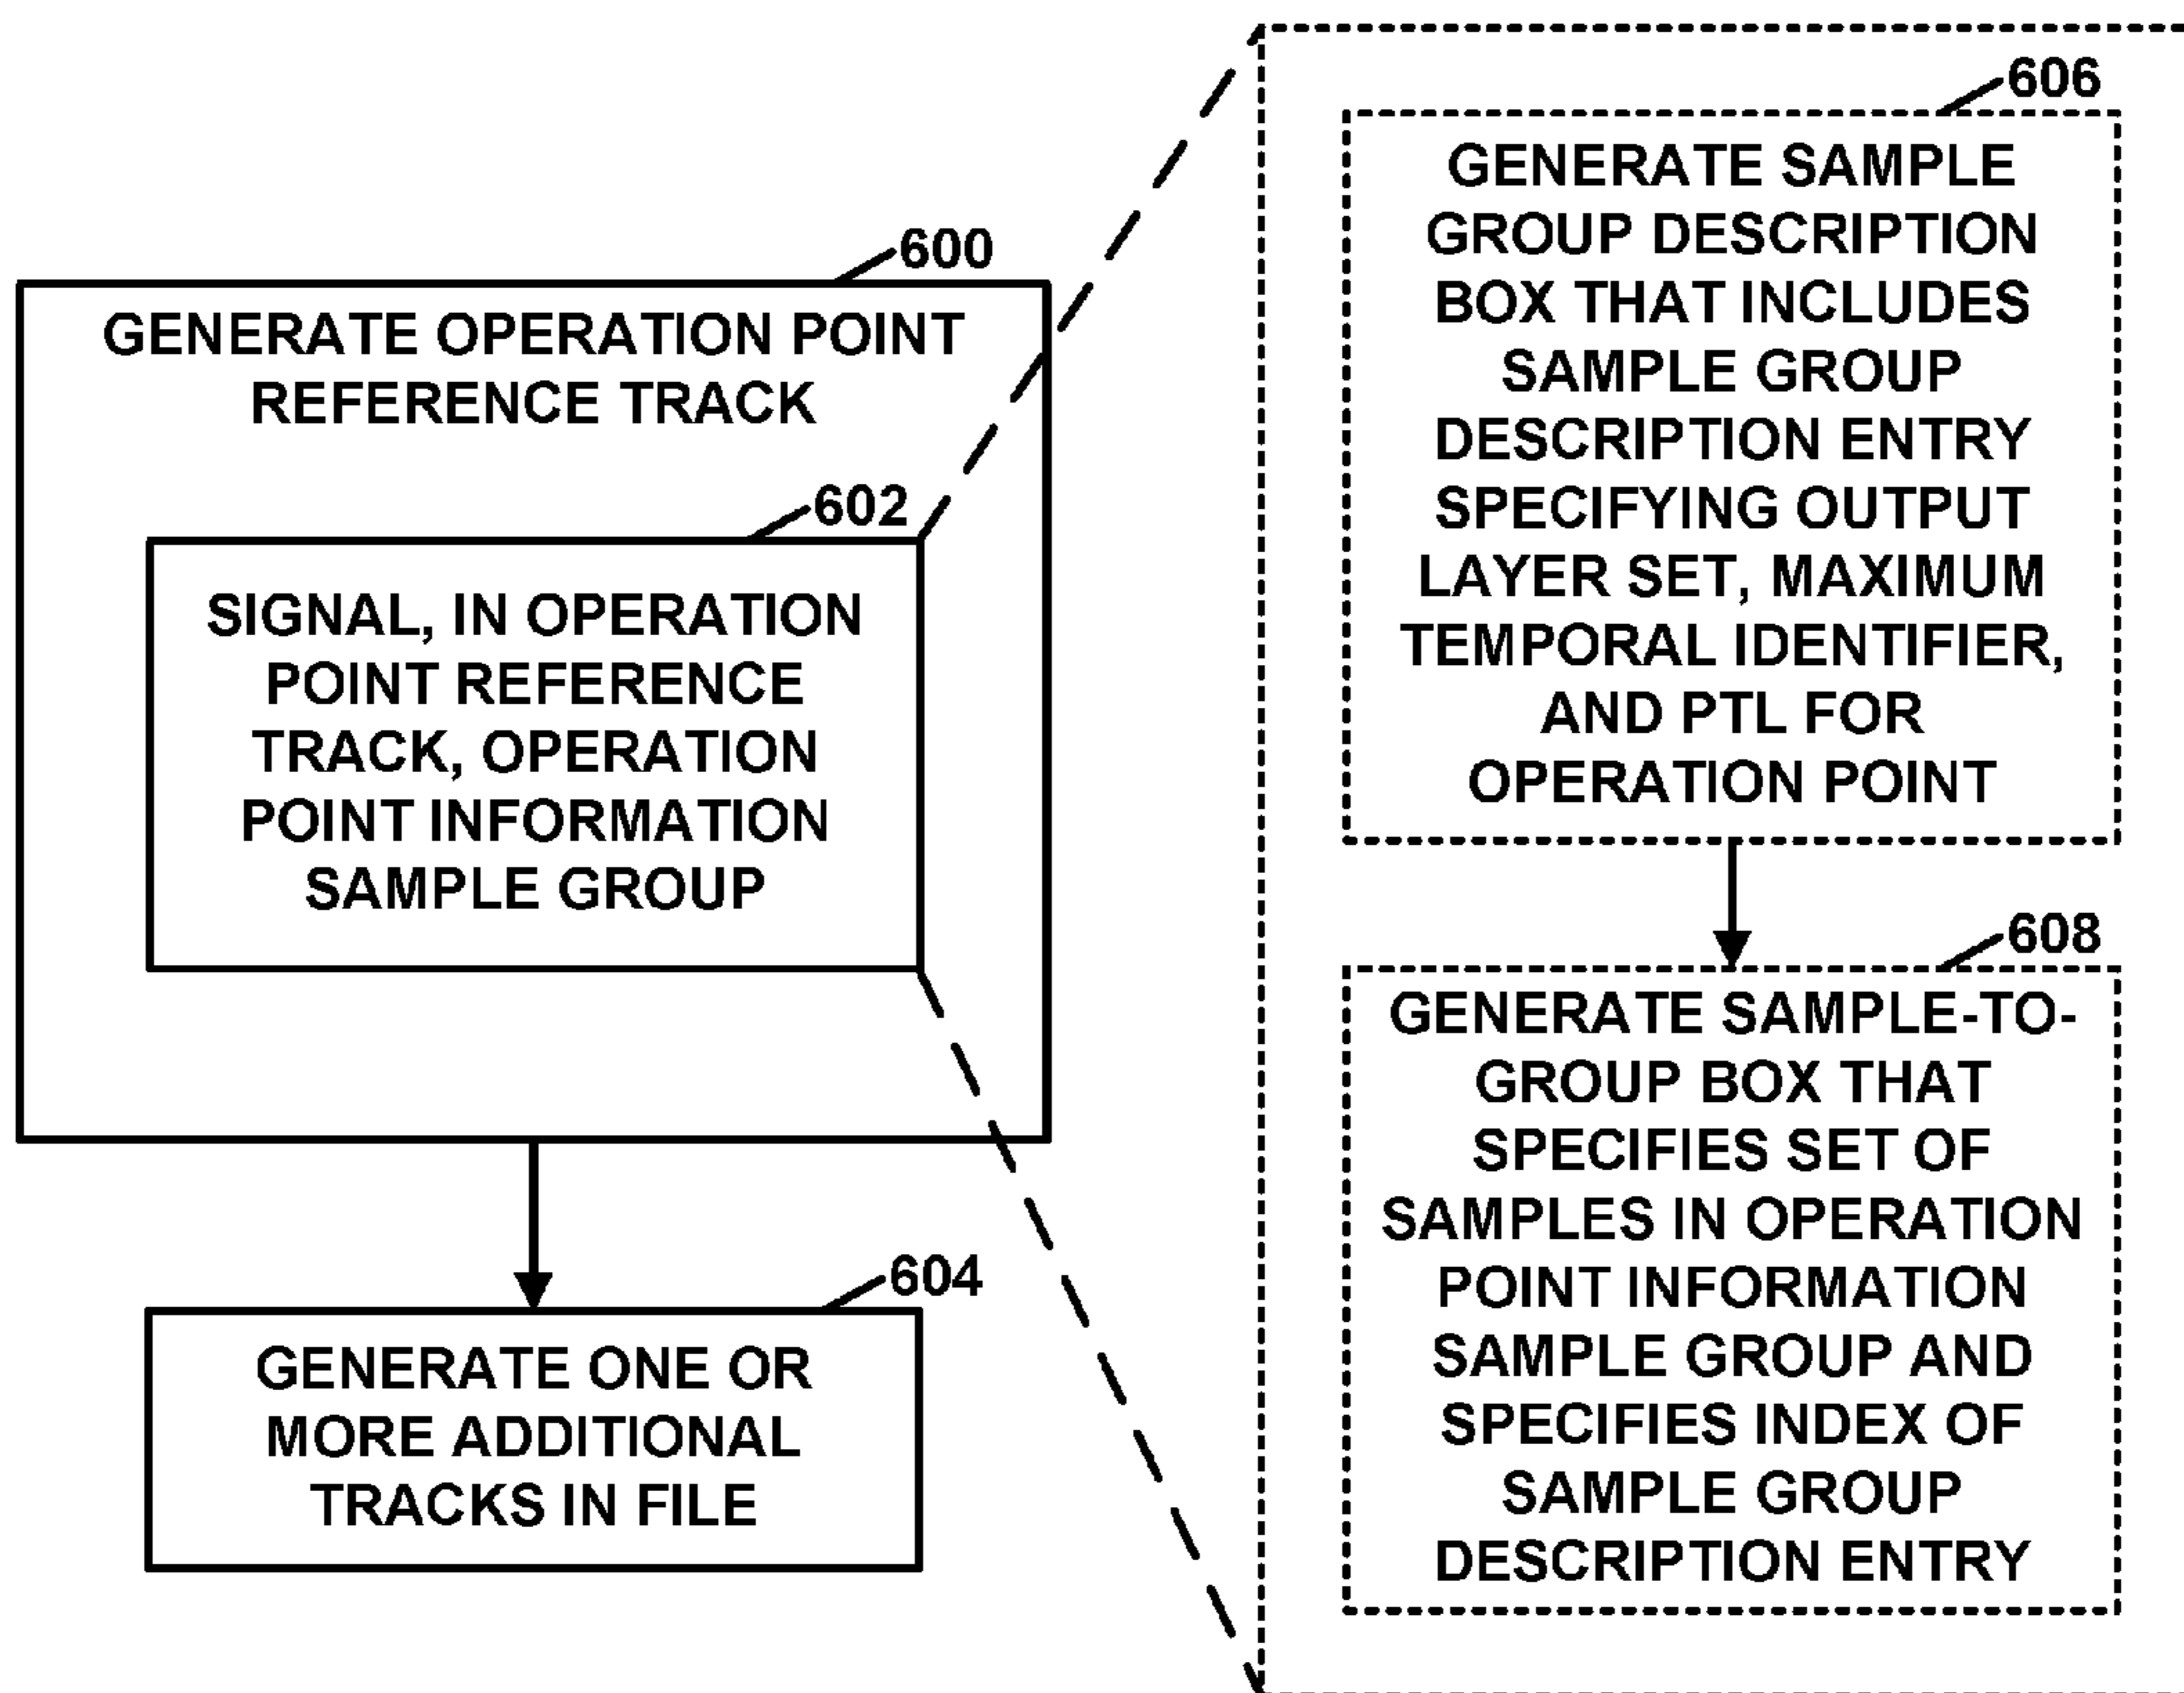 600
GENERATE OPERATION POINT
REFERENCE TRACK
602
SIGNAL, IN OPERATION
POINT REFERENCE
TRACK, OPERATION
POINT INFORMATION
SAMPLE GROUP
604
GENERATE ONE OR
MORE ADDITIONAL
TRACKS IN FILE
606
GENERATE SAMPLE
GROUP DESCRIPTION
BOX THAT INCLUDES
SAMPLE GROUP
DESCRIPTION ENTRY
SPECIFYING OUTPUT
LAYER SET, MAXIMUM
TEMPORAL IDENTIFIER,
AND PTL FOR
OPERATION POINT
608
GENERATE SAMPLE-TO-
GROUP BOX THAT
SPECIFIES SET OF
SAMPLES IN OPERATION
POINT INFORMATION
SAMPLE GROUP AND
SPECIFIES INDEX OF
SAMPLE GROUP
DESCRIPTION ENTRY